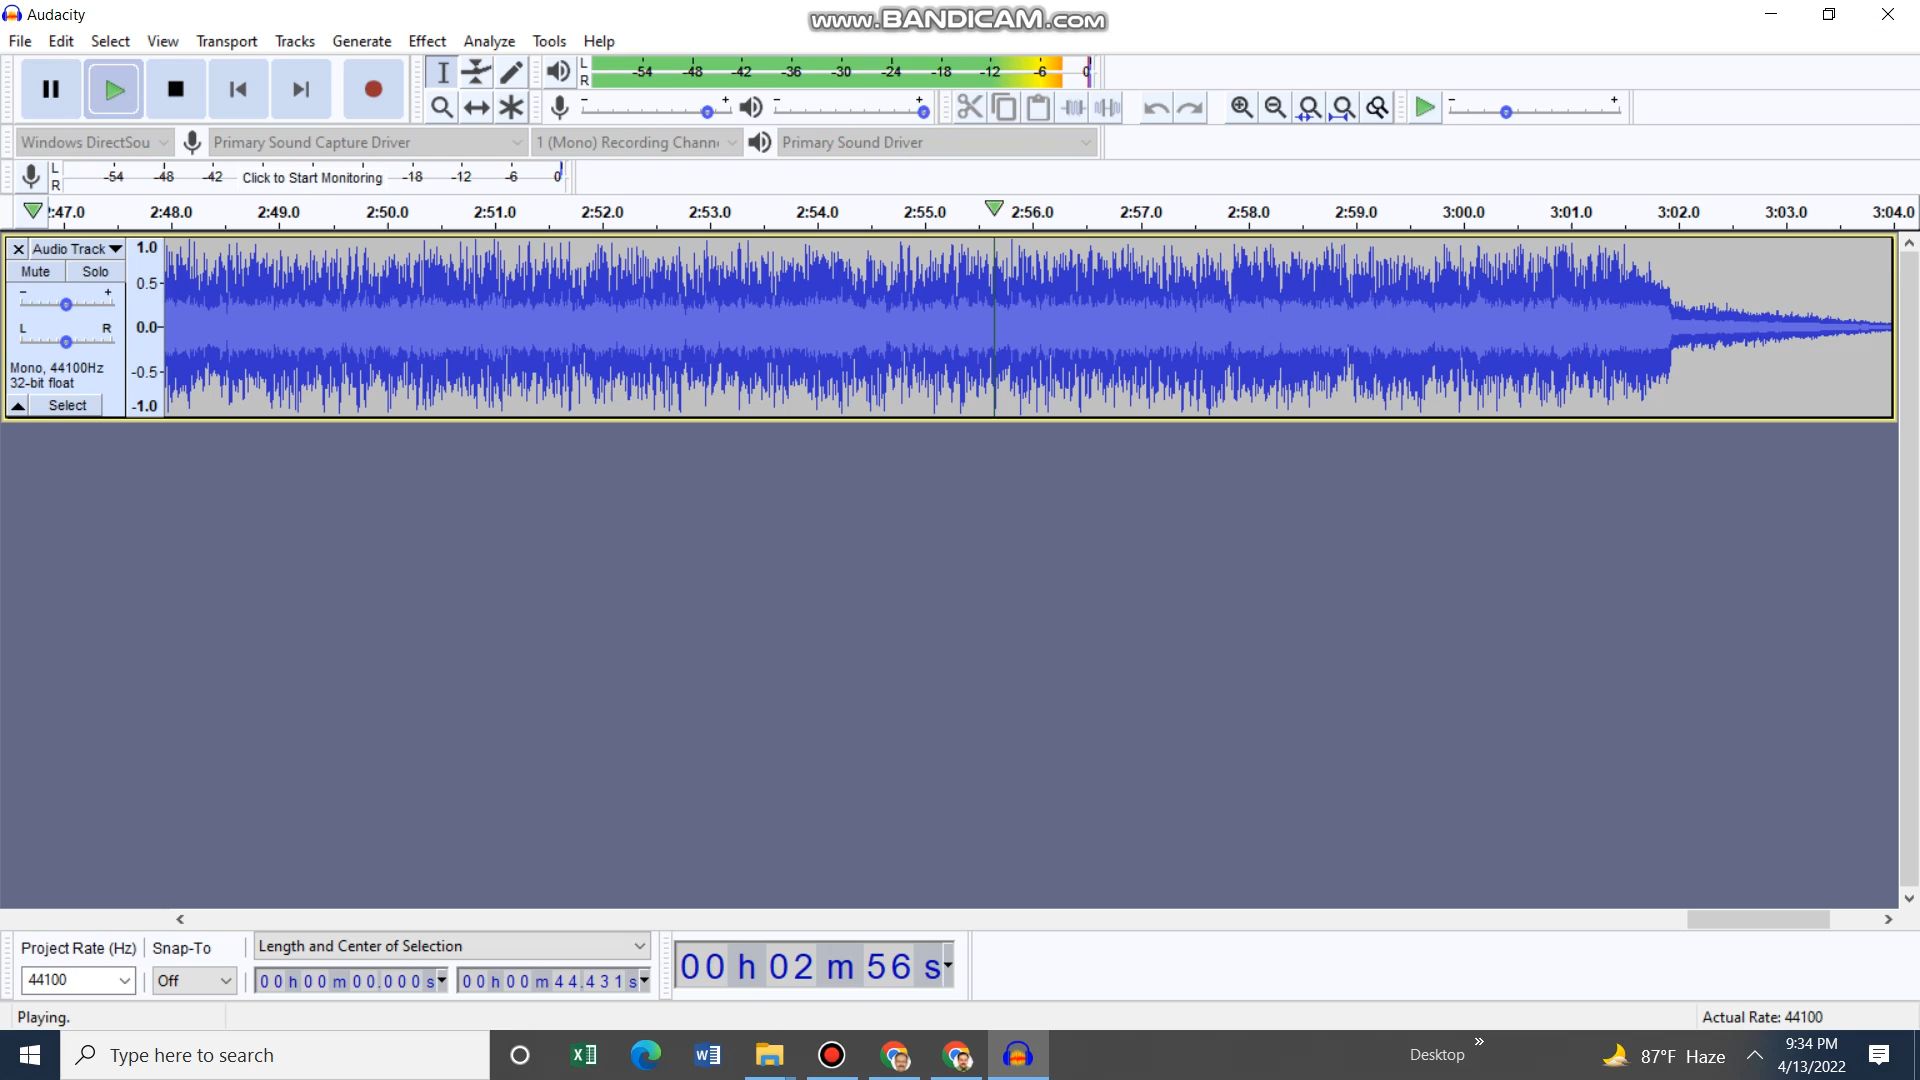 Audacity
www.BANDICAM.com
File Edit Select View Transport Tracks Generate Effect Analyze Tools Help
L
R
-54 -48 -42 -36 -30 -24 -18 -12 -6 0
- + - + - +
Windows DirectSou Primary Sound Capture Driver 1 (Mono) Recording Chann Primary Sound Driver
L
R
-54 -48 -42 Click to Start Monitoring -18 -12 -6 0
2:47.0 2:48.0 2:49.0 2:50.0 2:51.0 2:52.0 2:53.0 2:54.0 2:55.0 2:56.0 2:57.0 2:58.0 2:59.0 3:00.0 3:01.0 3:02.0 3:03.0 3:04.0
Audio Track 1.0
Mute Solo
0.5
- +
L R 0.0
Mono, 44100Hz
32-bit float
-0.5
Select -1.0
Project Rate (Hz) Snap-To Length and Center of Selection
44100 Off 00 h 00 m 00.000 s 00 h 00 m 44.431 s
00 h 02 m 56 s
Playing. Actual Rate: 44100
Type here to search Desktop 87°F Haze
9:34 PM
4/13/2022